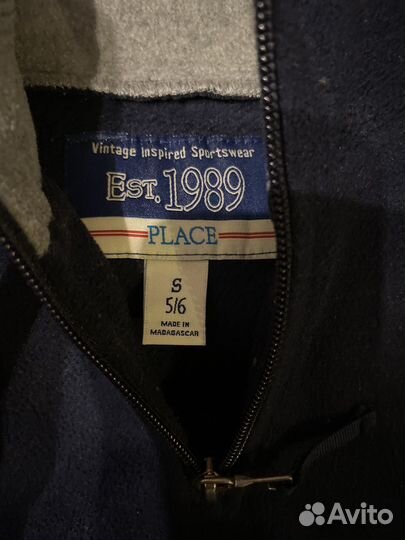 Vintage Inspired Sportswear
EST. 1989
PLACE
S
5/6
MADE IN
MADAGASCAR
Avito